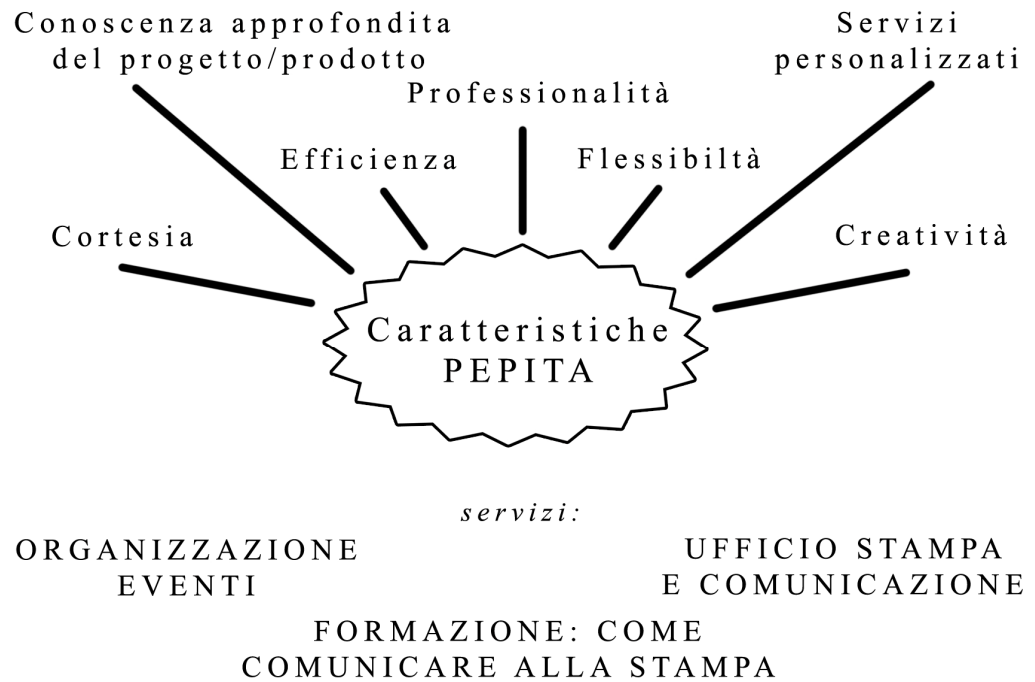 Conoscenza approfondita
del progetto/prodotto
Servizi
personalizzati
Professionalità
Efficienza
Flessibiltà
Cortesia
Creatività
Caratteristiche
PEPITA
servizi:
ORGANIZZAZIONE
EVENTI
UFFICIO STAMPA
E COMUNICAZIONE
FORMAZIONE: COME
COMUNICARE ALLA STAMPA